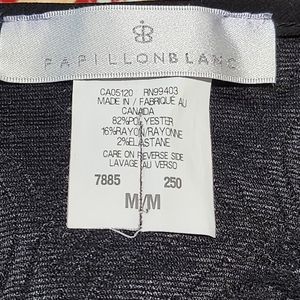 PAPILLONBLANC
CA05120 RN99403
MADE IN / FABRIQUE AU
CANADA
82%POLYESTER
16%RAYON/RAYONNE
2%ELASTANE
CARE ON REVERSE SIDE
LAVAGE AU VERSO
7885 250
M/M